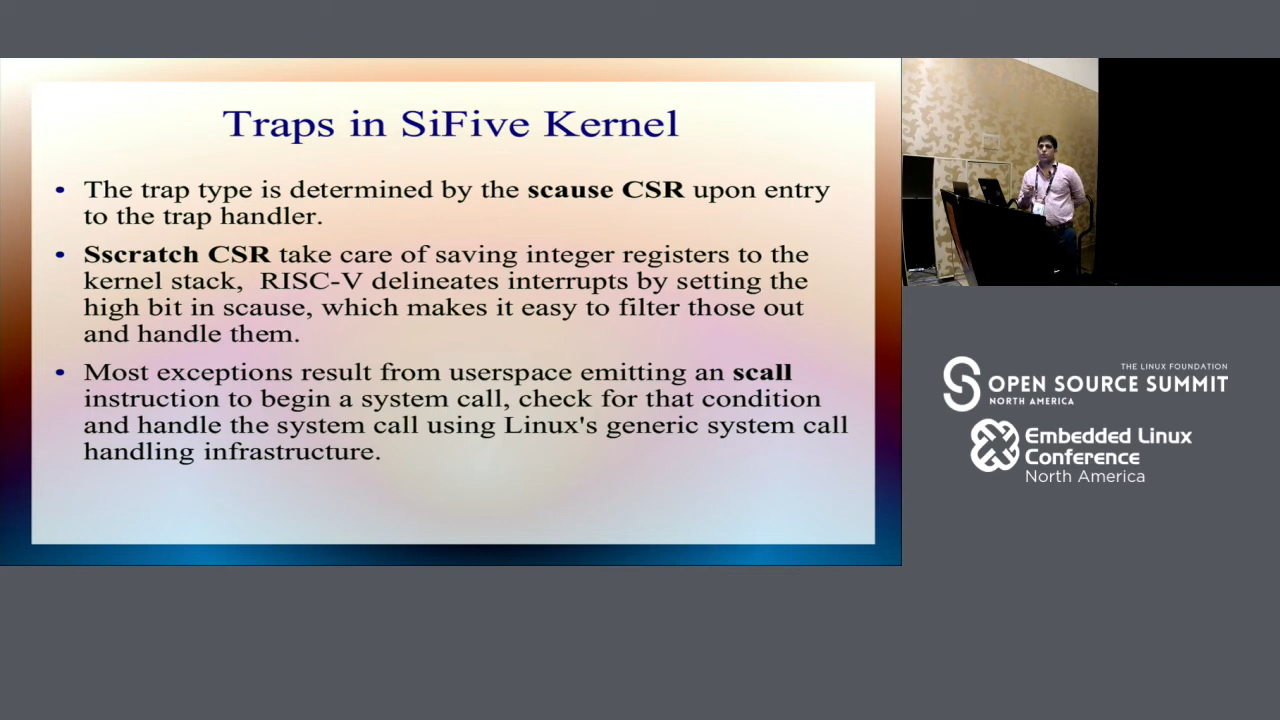 Traps in SiFive Kernel
• The trap type is determined by the scause CSR upon entry
to the trap handler.
• Sscratch CSR take care of saving integer registers to the
kernel stack, RISC-V delineates interrupts by setting the
high bit in scause, which makes it easy to filter those out
and handle them.
• Most exceptions result from userspace emitting an scall
instruction to begin a system call, check for that condition
and handle the system call using Linux's generic system call
handling infrastructure.
THE LINUX FOUNDATION
OPEN SOURCE SUMMIT
NORTH AMERICA
Embedded Linux
Conference
North America